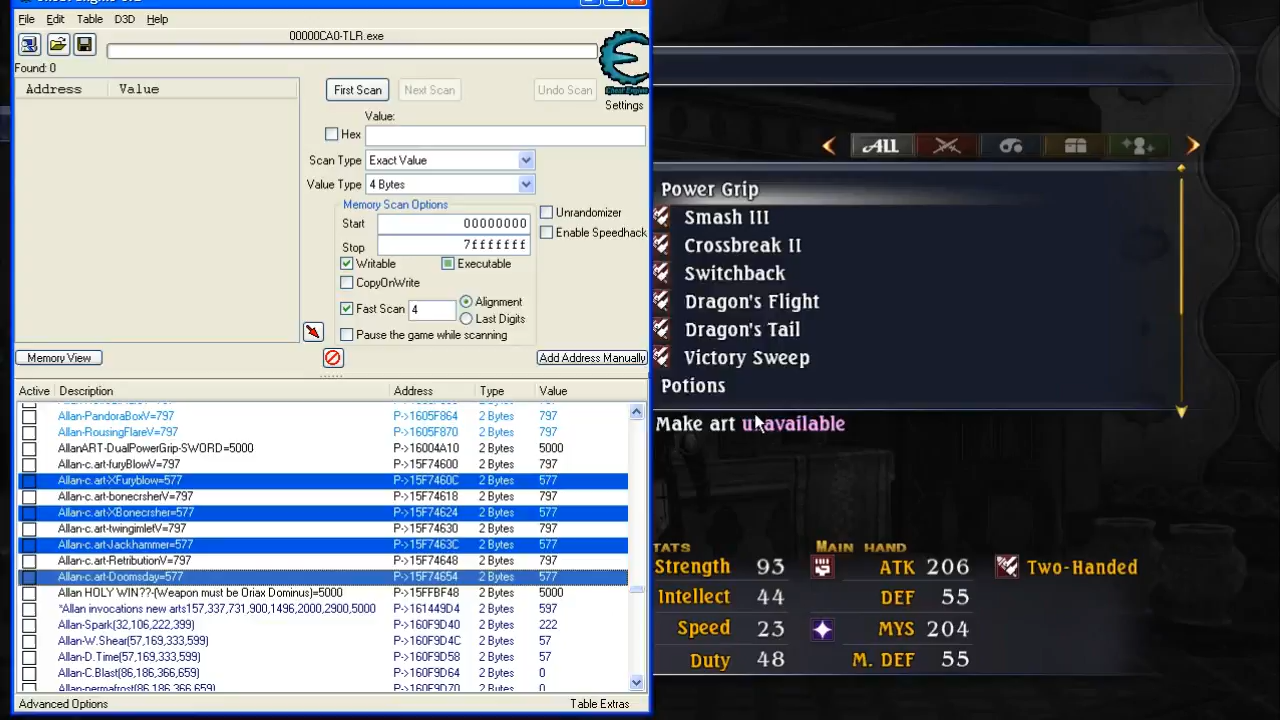 File Edit Table D3D Help
00000CA0-TLR.exe
Found: 0
Address Value
First Scan Next Scan Undo Scan
Cheat Engine
Settings
Value:
Hex
Scan Type Exact Value
Value Type 4 Bytes
Memory Scan Options
Start 00000000
Stop 7fffffff
Unrandomizer
Enable Speedhack
Writable Executable
CopyOnWrite
Fast Scan 4 Alignment
Last Digits
Pause the game while scanning
Memory View Add Address Manually
Active Description Address Type Value
Allan-PandoraBoxV=797 P->1605F864 2 Bytes 797
Allan-RousingFlareV=797 P->1605F870 2 Bytes 797
AllanART-DualPowerGrip-SWORD=5000 P->16004A10 2 Bytes 5000
Allan-c.art-furyBlowV=797 P->15F74600 2 Bytes 797
Allan-c.art-XFuryblow=577 P->15F7460C 2 Bytes 577
Allan-c.art-bonecrsherV=797 P->15F74618 2 Bytes 797
Allan-c.art-XBonecrsher=577 P->15F74624 2 Bytes 577
Allan-c.art-twingimletV=797 P->15F74630 2 Bytes 797
Allan-c.art-Jackhammer=577 P->15F7463C 2 Bytes 577
Allan-c.art-RetributionV=797 P->15F74648 2 Bytes 797
Allan-c.art-Doomsday=577 P->15F74654 2 Bytes 577
Allan HOLY WIN??-(Weapon must be Oriax Dominus)=5000 P->15FFBF48 2 Bytes 5000
"Allan invocations new arts157,337,731,900,1496,2000,2900,5000 P->161449D4 2 Bytes 597
Allan-Spark(32,106,222,399) P->160F9D40 2 Bytes 222
Allan-W.Shear(57,169,333,599) P->160F9D4C 2 Bytes 57
Allan-D.Time(57,169,333,599) P->160F9D58 2 Bytes 57
Allan-C.Blast(86,186,366,659) P->160F9D64 2 Bytes 0
Allan-permafrost(86,186,366,659) P->160F9D70 2 Bytes 0
Advanced Options Table Extras
ALL
Power Grip
Smash III
Crossbreak II
Switchback
Dragon's Flight
Dragon's Tail
Victory Sweep
Potions
Make art unavailable
TATS MAIN HAND
Strength 93 ATK 206 Two-Handed
Intellect 44 DEF 55
Speed 23 MYS 204
Duty 48 M. DEF 55